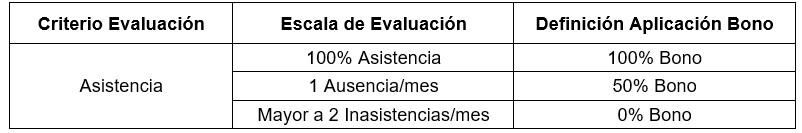 Criterio Evaluación Escala de Evaluación Definición Aplicación Bono
100% Asistencia 100% Bono
Asistencia 1 Ausencia/mes 50% Bono
Mayor a 2 Inasistencias/mes 0% Bono